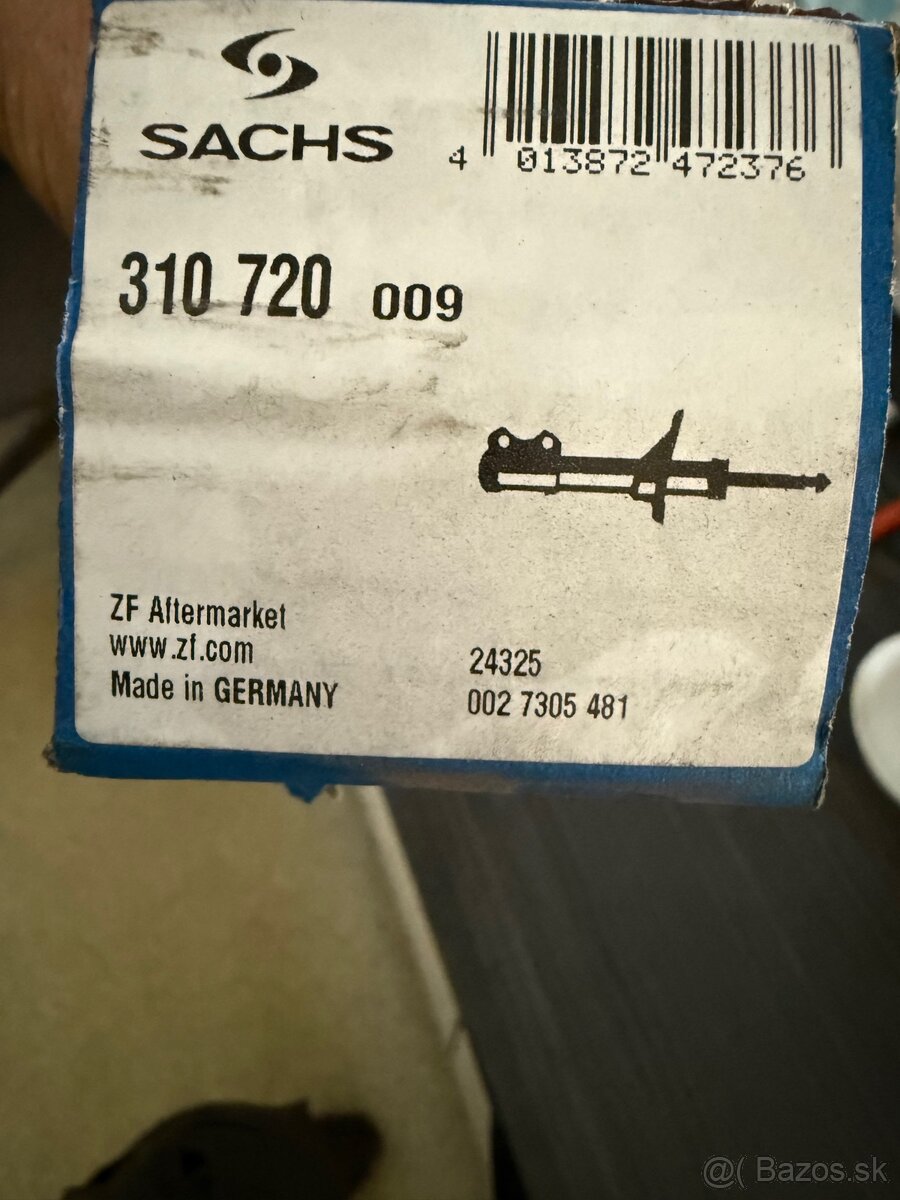 SACHS
4 013872 472376
310 720 009
ZF Aftermarket
www.zf.com
Made in GERMANY
24325
002 7305 481
@( Bazos.sk